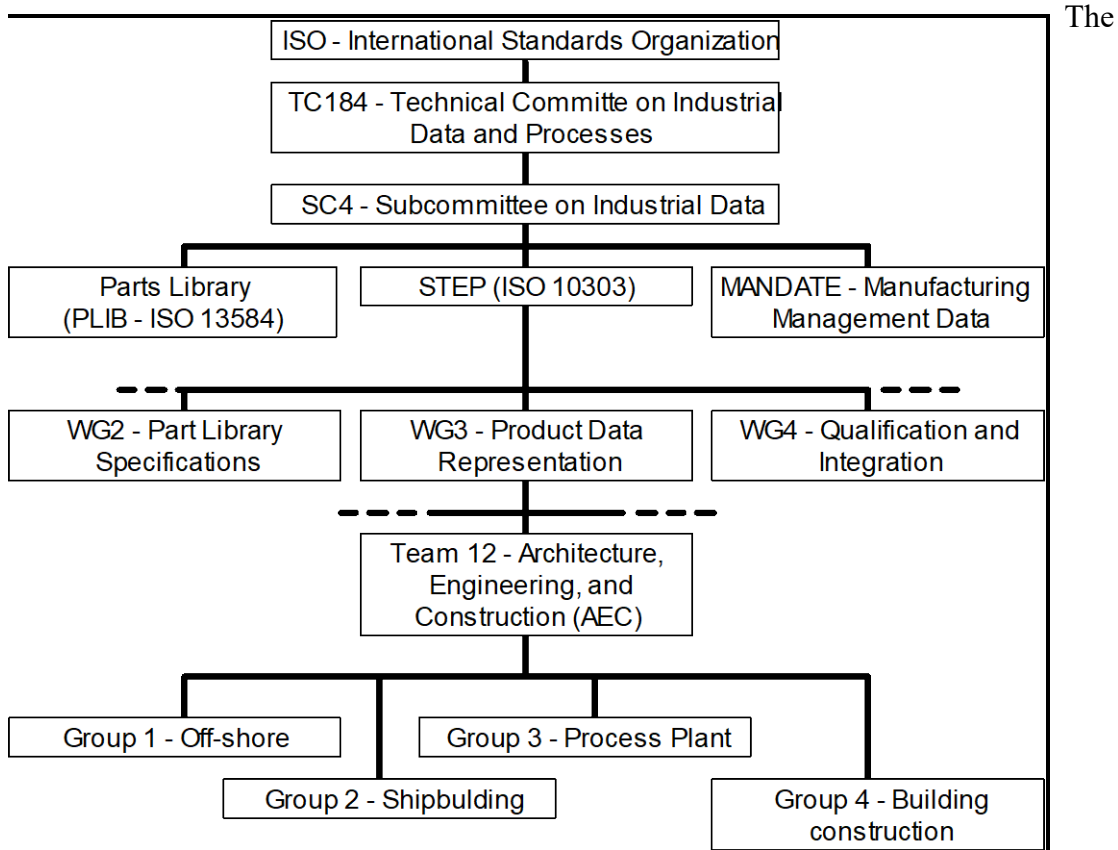 The
ISO - International Standards Organization
TC184 - Technical Committe on Industrial
Data and Processes
SC4 - Subcommittee on Industrial Data
Parts Library
(PLIB - ISO 13584)
STEP (ISO 10303)
MANDATE - Manufacturing
Management Data
WG2 - Part Library
Specifications
WG3 - Product Data
Representation
WG4 - Qualification and
Integration
Team 12 - Architecture,
Engineering, and
Construction (AEC)
Group 1 - Off-shore
Group 3 - Process Plant
Group 2 - Shipbulding
Group 4 - Building
construction